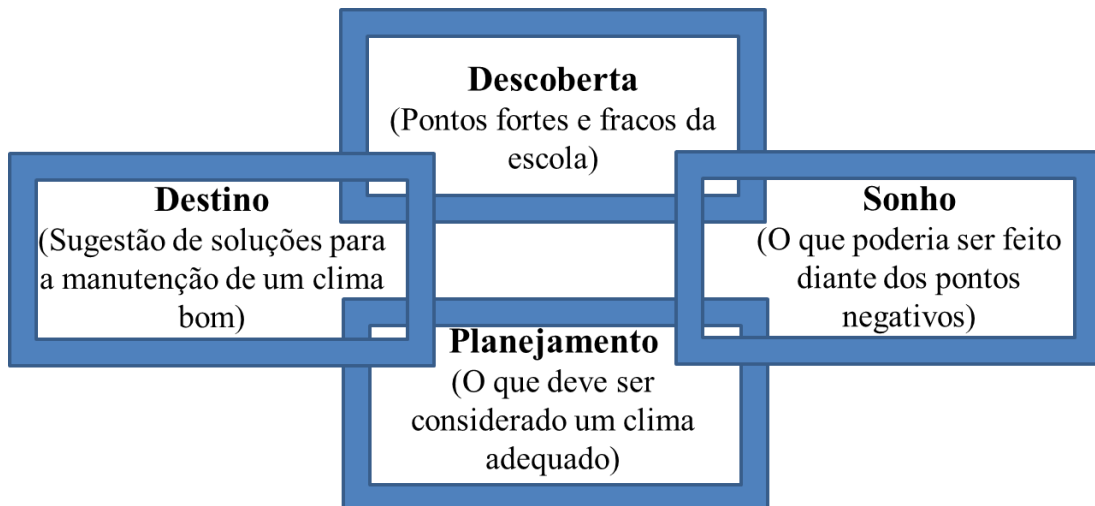 Descoberta
(Pontos fortes e fracos da
escola)
Destino
(Sugestão de soluções para
a manutenção de um clima
bom)
Sonho
(O que poderia ser feito
diante dos pontos
negativos)
Planejamento
(O que deve ser
considerado um clima
adequado)